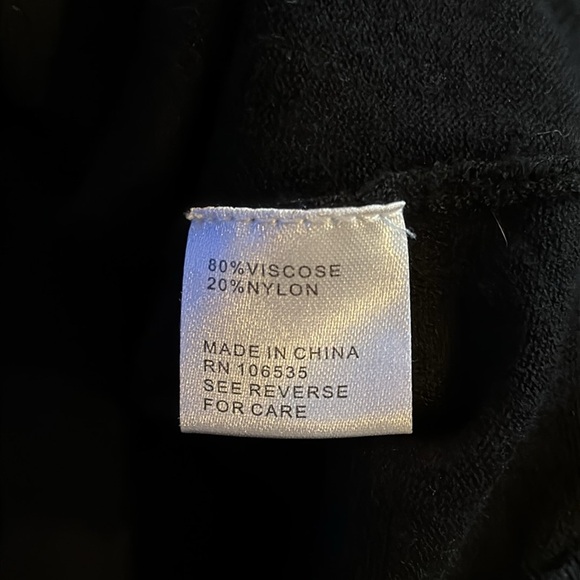 80%VISCOSE
20%NYLON
MADE IN CHINA
RN 106535
SEE REVERSE
FOR CARE